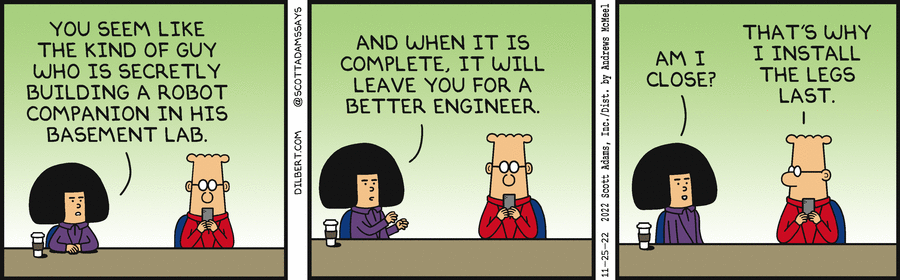 YOU SEEM LIKE
THE KIND OF GUY
WHO IS SECRETLY
BUILDING A ROBOT
COMPANION IN HIS
BASEMENT LAB.
DILBERT.COM @SCOTTADAMSSAYS
AND WHEN IT IS
COMPLETE, IT WILL
LEAVE YOU FOR A
BETTER ENGINEER.
11-25-22 2022 Scott Adams, Inc./Dist. by Andrews McMeel
AM I
CLOSE?
THAT'S WHY
I INSTALL
THE LEGS
LAST.